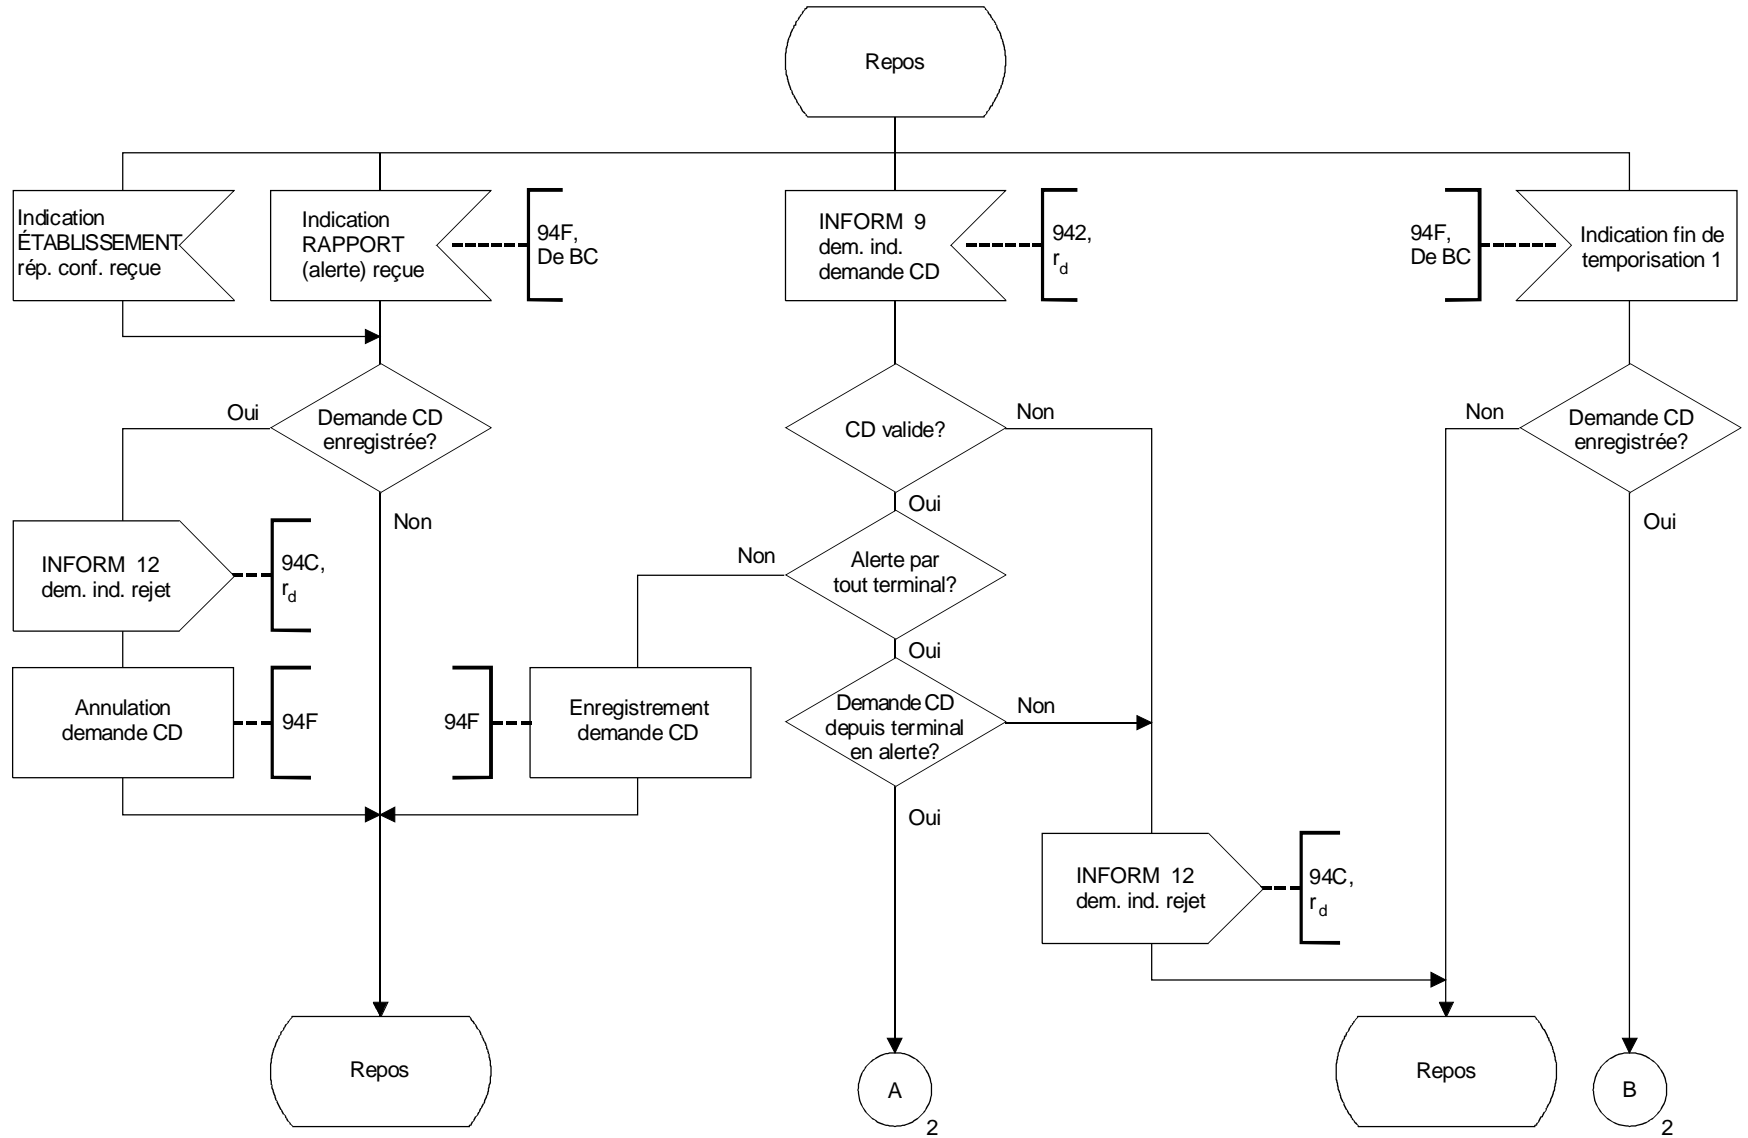 Repos
Indication
ÉTABLISSEMENT
rép. conf. reçue
Indication
RAPPORT
(alerte) reçue
94F,
De BC
INFORM 9
dem. ind.
demande CD
942,
r_d
94F,
De BC
Indication fin de
temporisation 1
Oui
Demande CD
enregistrée?
Non
CD valide?
Non
Oui
Non
Demande CD
enregistrée?
Oui
INFORM 12
dem. ind. rejet
94C,
r_d
Non
Alerte par
tout terminal?
Oui
Annulation
demande CD
94F
94F
Enregistrement
demande CD
Demande CD
depuis terminal
en alerte?
Non
Oui
INFORM 12
dem. ind. rejet
94C,
r_d
Repos
A
2
Repos
B
2